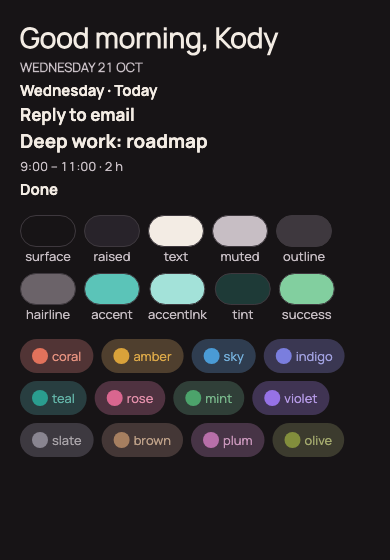 Good morning, Kody
WEDNESDAY 21 OCT
Wednesday · Today
Reply to email
Deep work: roadmap
9:00 – 11:00 · 2 h
Done
surface raised text muted outline
hairline accent accentInk tint success
coral amber sky indigo
teal rose mint violet
slate brown plum olive